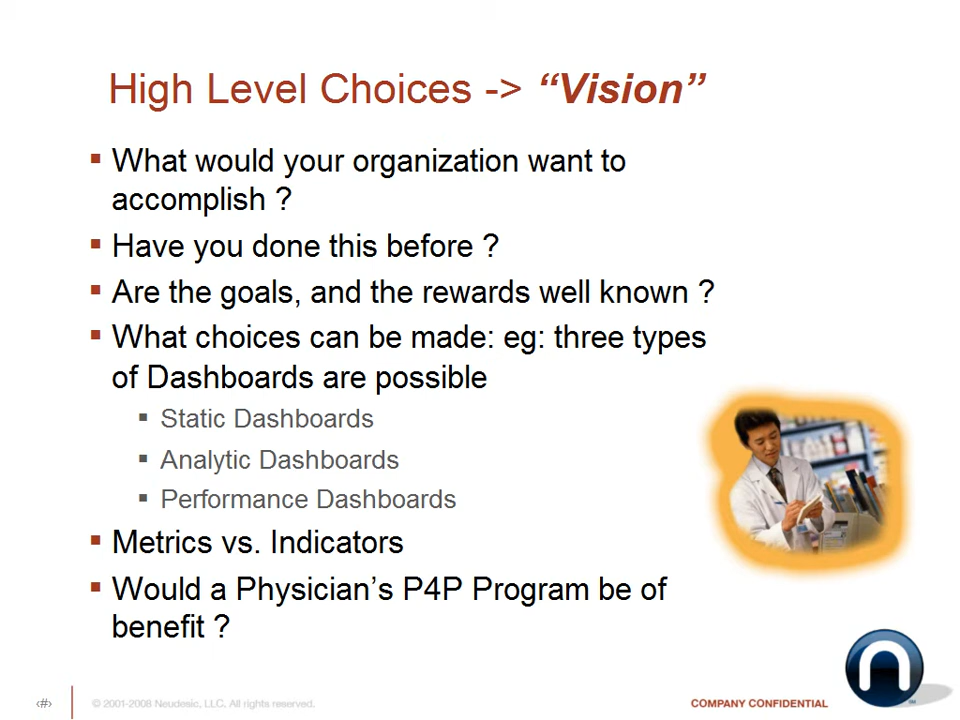 High Level Choices -> “Vision”
▪ What would your organization want to
accomplish ?
▪ Have you done this before ?
▪ Are the goals, and the rewards well known ?
▪ What choices can be made: eg: three types
of Dashboards are possible
▪ Static Dashboards
▪ Analytic Dashboards
▪ Performance Dashboards
▪ Metrics vs. Indicators
▪ Would a Physician’s P4P Program be of
benefit ?
‹#›
© 2001-2008 Neudesic, LLC. All rights reserved.
COMPANY CONFIDENTIAL
n
SM